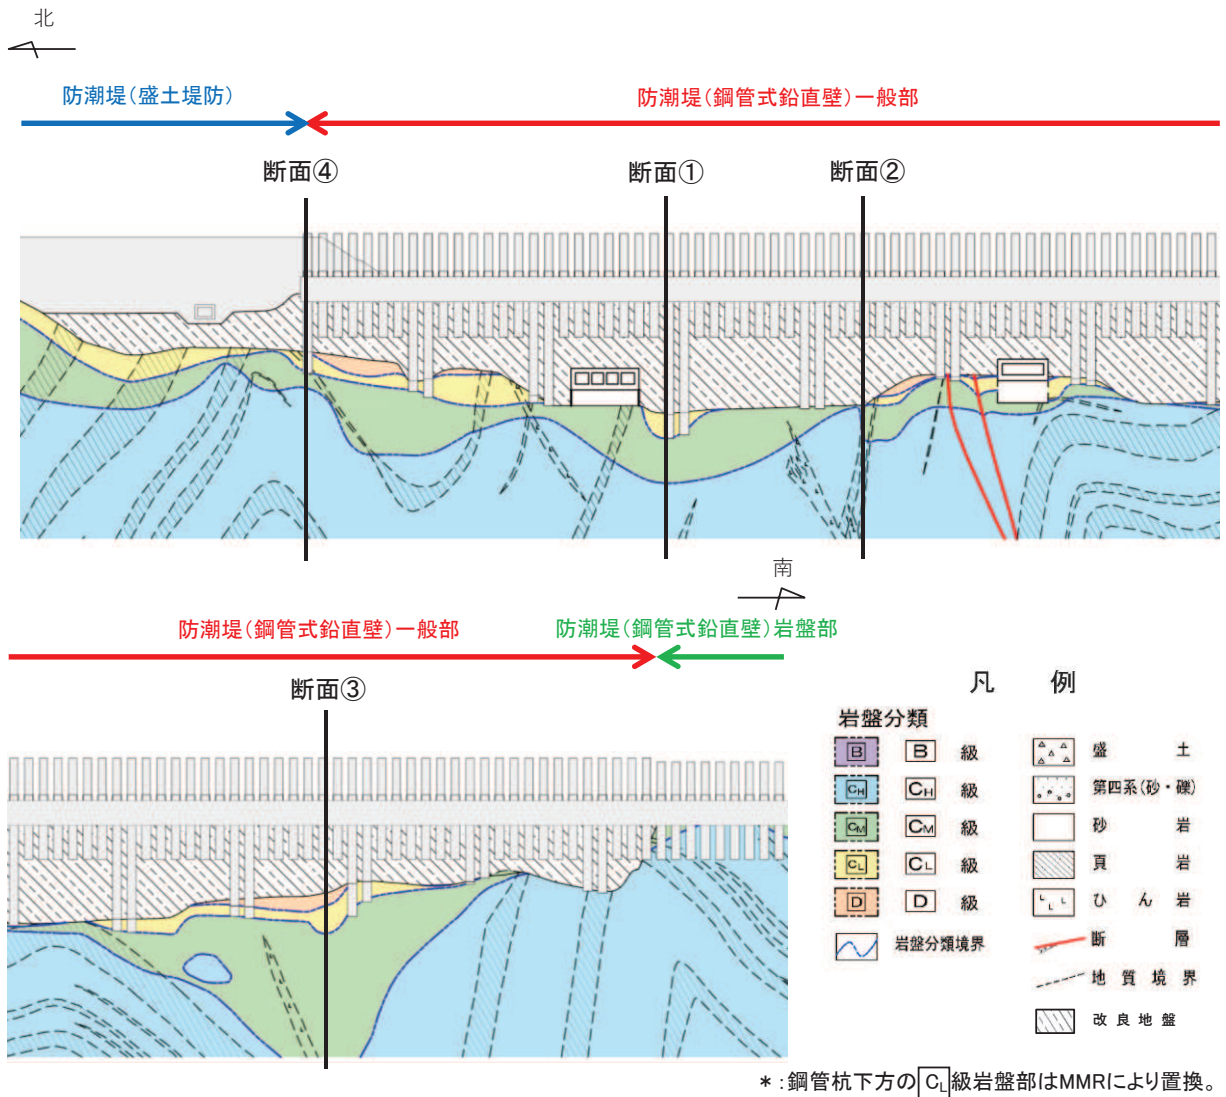 北
防潮堤(盛土堤防)
防潮堤(鋼管式鉛直壁)一般部
断面④
断面①
断面②
南
防潮堤(鋼管式鉛直壁)一般部
防潮堤(鋼管式鉛直壁)岩盤部
断面③
凡 例
岩盤分類
B B 級
CH CH 級
CM CM 級
CL CL 級
D D 級
岩盤分類境界
盛 土
第四系(砂・礫)
砂 岩
頁 岩
ひ ん 岩
断 層
地 質 境 界
改 良 地 盤
*:鋼管杭下方のCL級岩盤部はMMRにより置換。